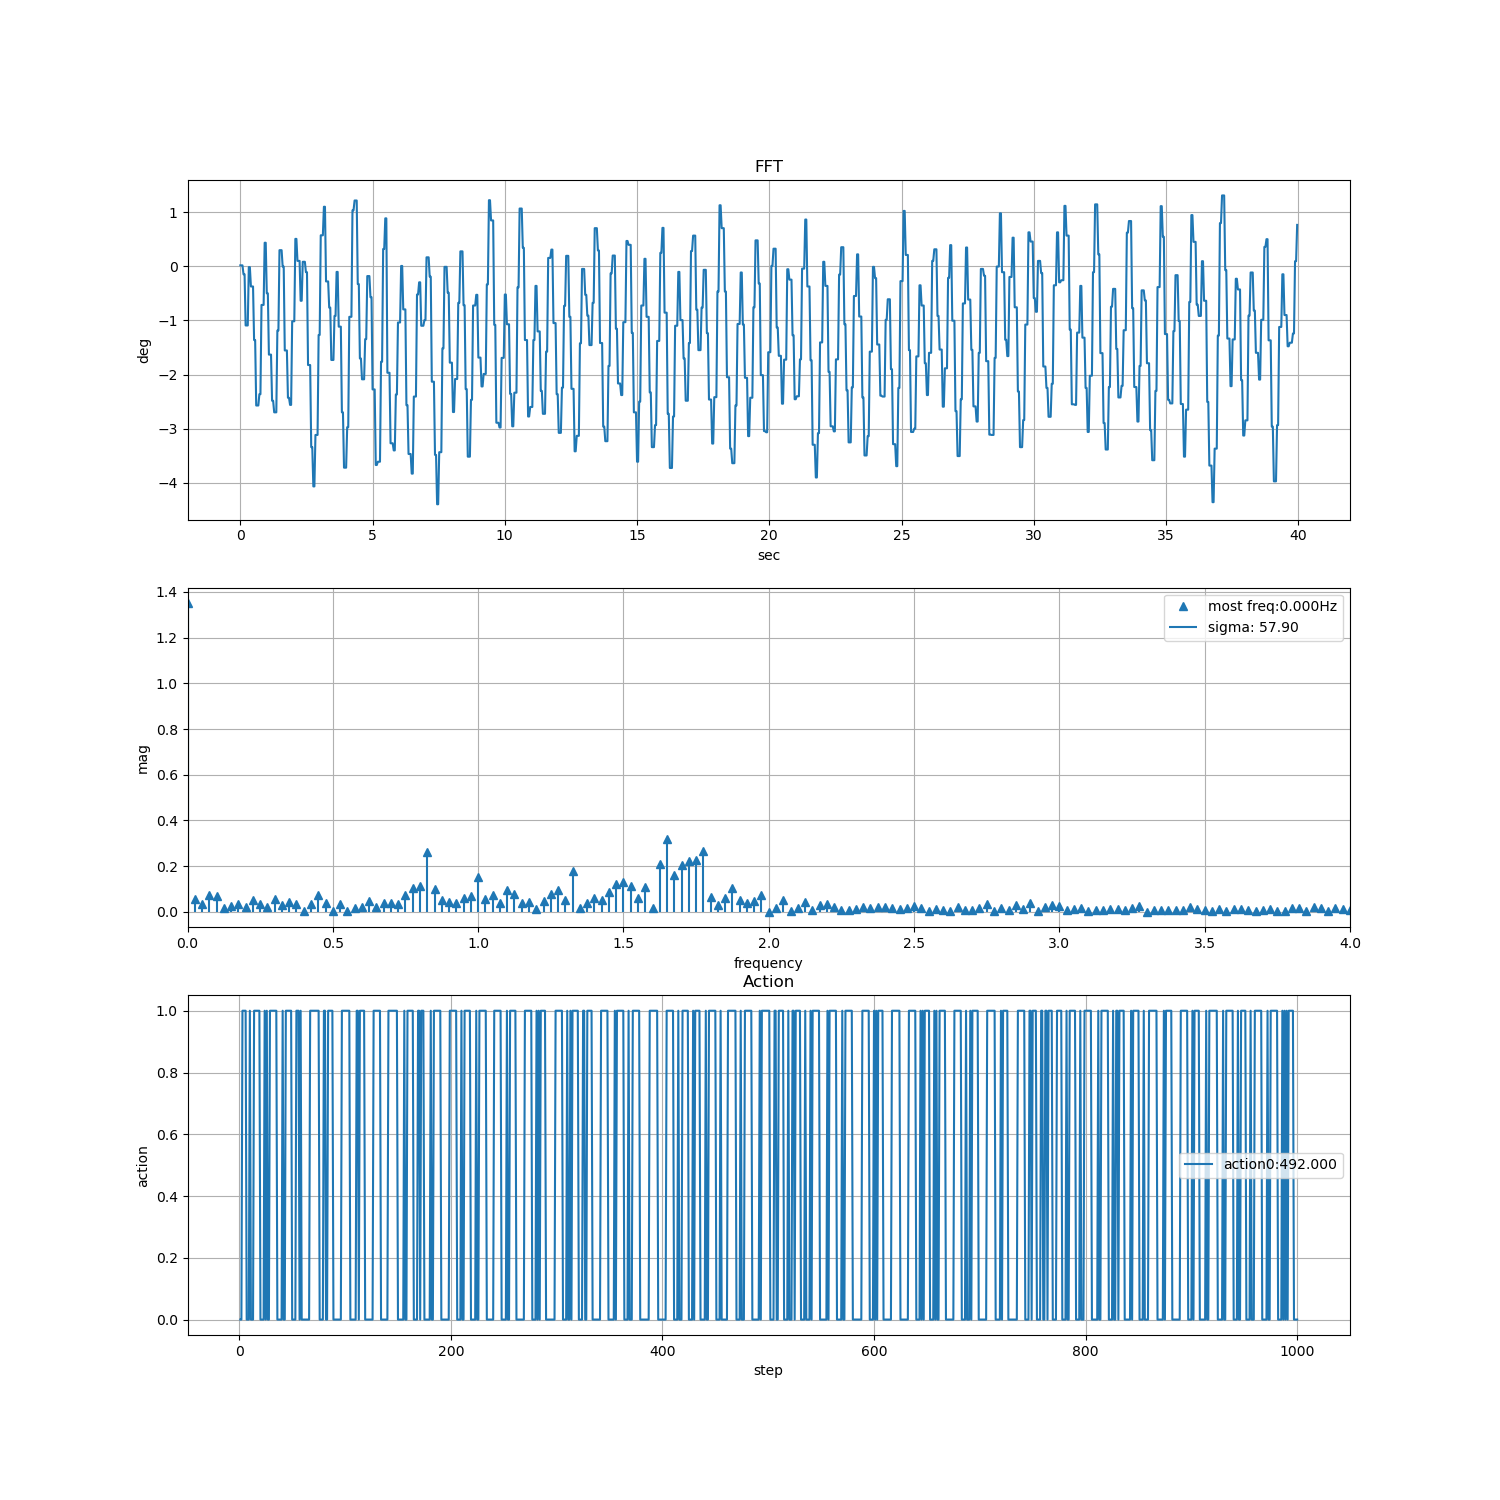 FFT
1
0
−1
−2
−3
−4
deg
0 5 10 15 20 25 30 35 40
sec
1.4
1.2
1.0
0.8
0.6
0.4
0.2
0.0
mag
most freq:0.000Hz
sigma: 57.90
0.0 0.5 1.0 1.5 2.0 2.5 3.0 3.5 4.0
frequency
Action
1.0
0.8
0.6
0.4
0.2
0.0
action
action0:492.000
0 200 400 600 800 1000
step